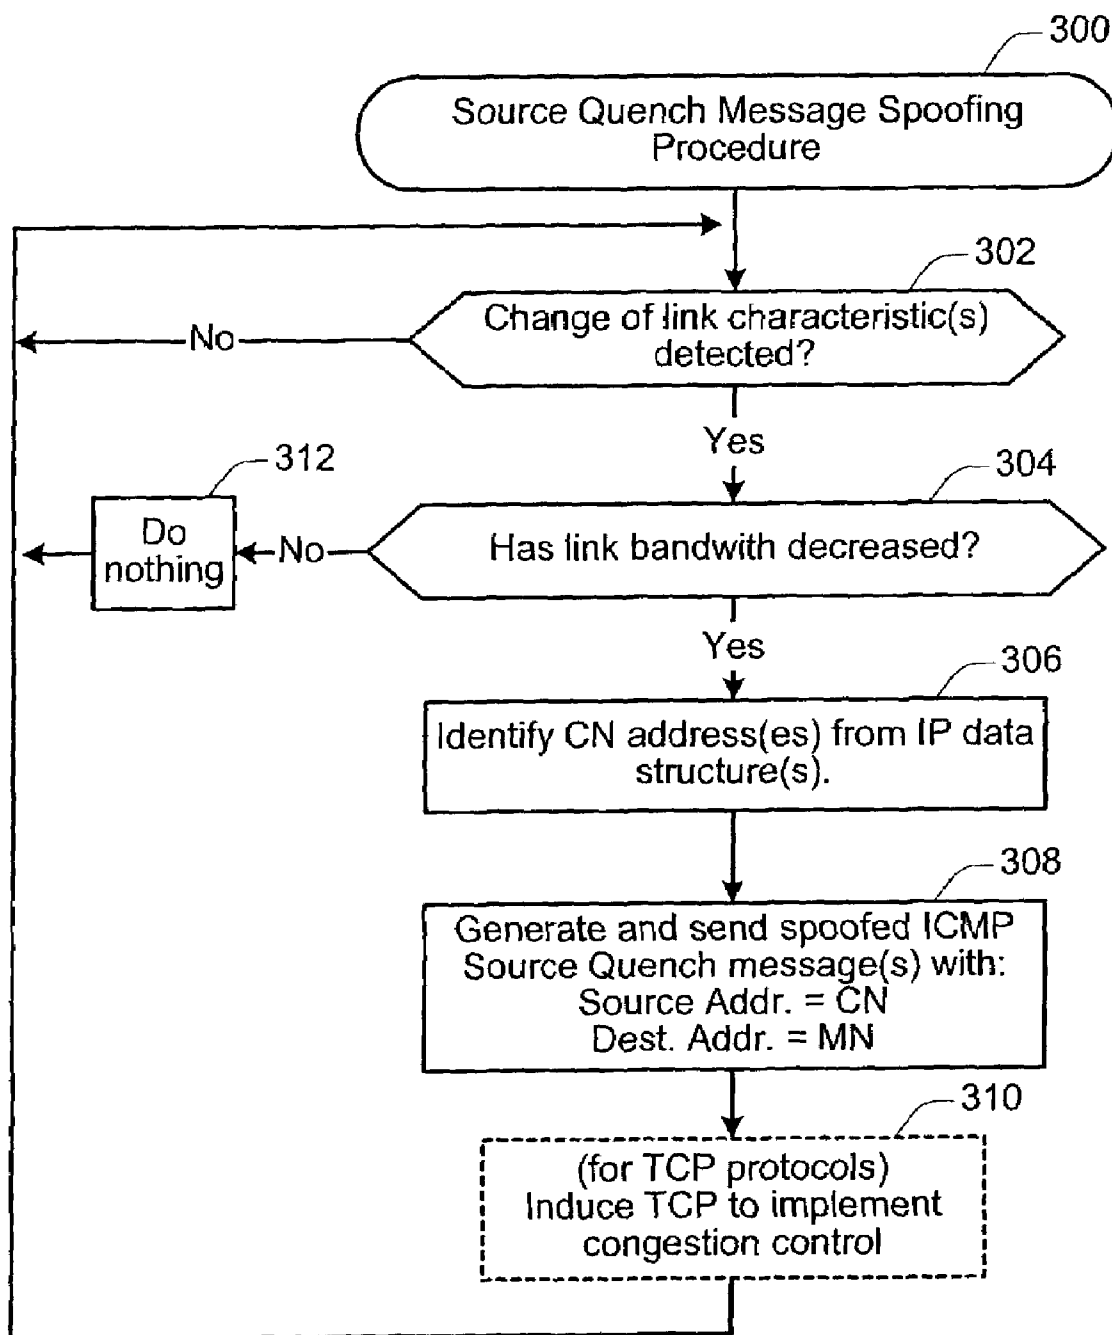 300
Source Quench Message Spoofing
Procedure
302
Change of link characteristic(s)
detected?
No
Yes
312
304
Do
nothing
No
Has link bandwith decreased?
Yes
306
Identify CN address(es) from IP data
structure(s).
308
Generate and send spoofed ICMP
Source Quench message(s) with:
Source Addr. = CN
Dest. Addr. = MN
310
(for TCP protocols)
Induce TCP to implement
congestion control